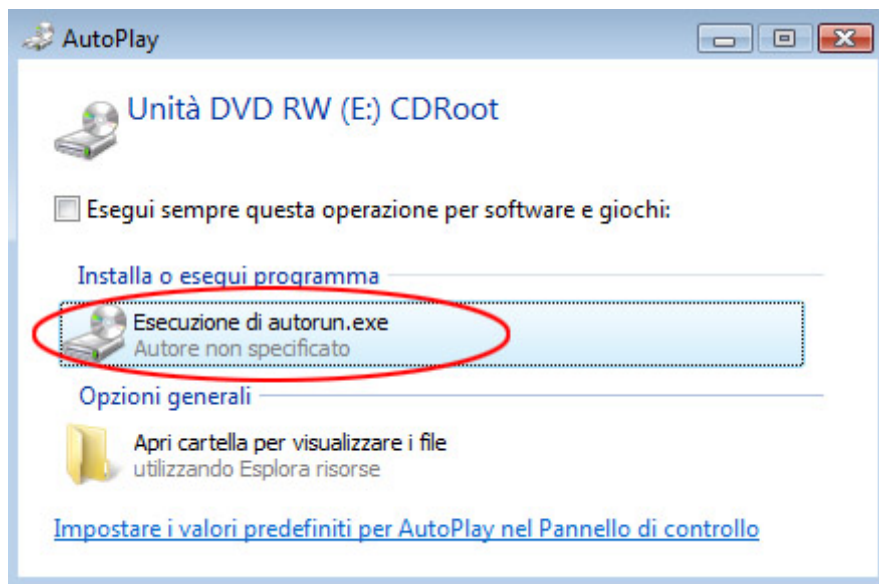 AutoPlay
Unità DVD RW (E:) CDRoot
Esegui sempre questa operazione per software e giochi:
Installa o esegui programma
Esecuzione di autorun.exe
Autore non specificato
Opzioni generali
Apri cartella per visualizzare i file
utilizzando Esplora risorse
Impostare i valori predefiniti per AutoPlay nel Pannello di controllo